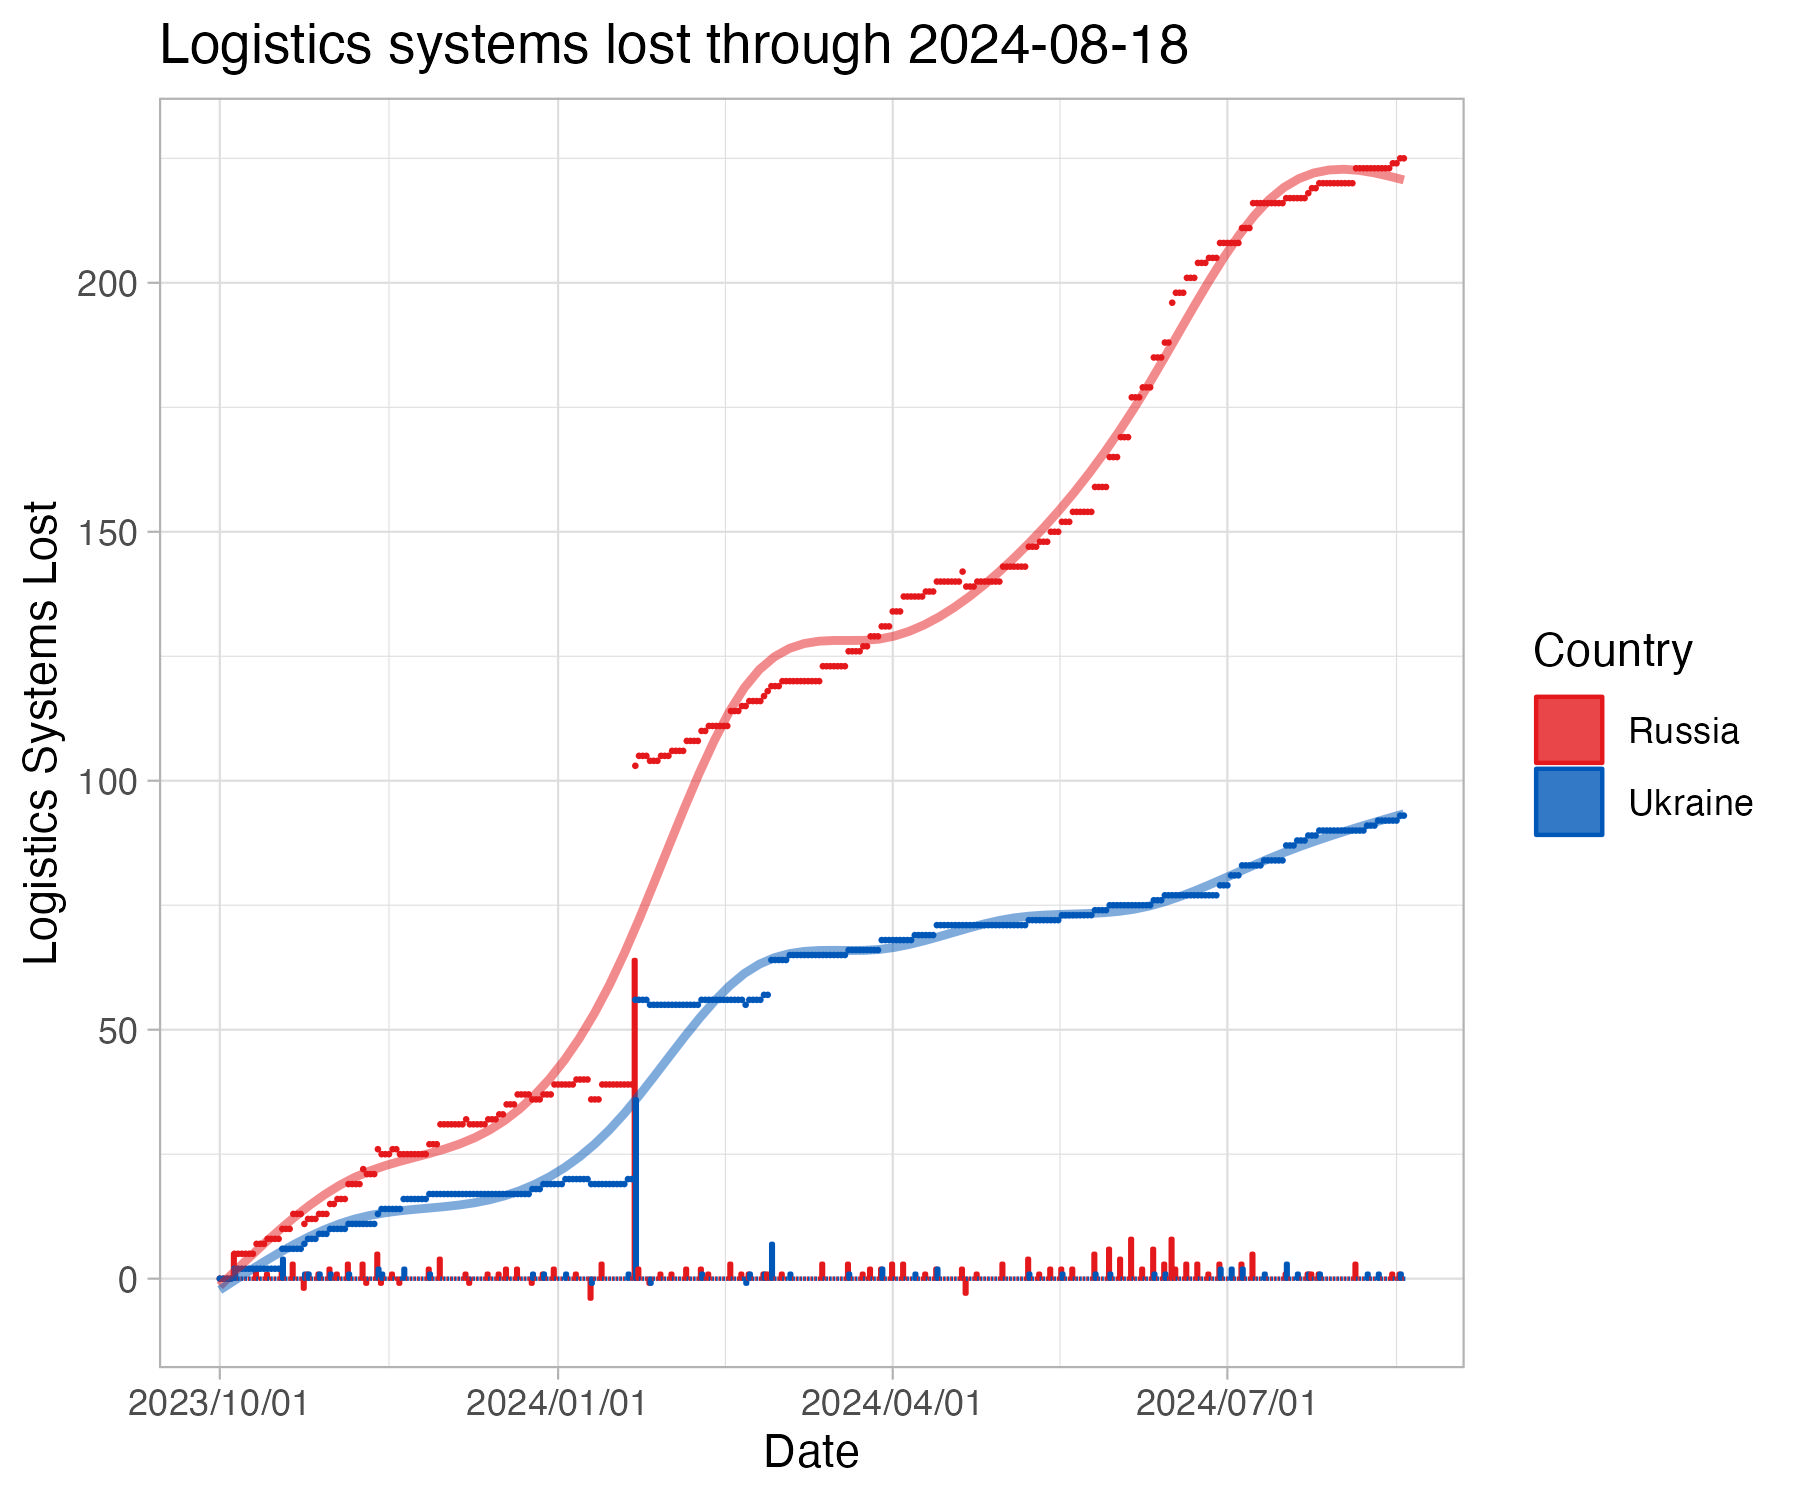 Logistics systems lost through 2024-08-18
Logistics Systems Lost
200
150
100
50
0
2023/10/01
2024/01/01
2024/04/01
2024/07/01
Date
Country
Russia
Ukraine